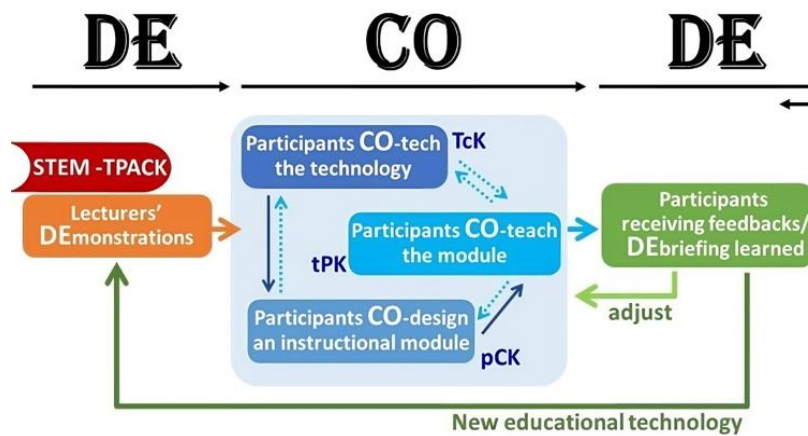 DE CO DE
STEM -TPACK
Lecturers'
DEmonstrations
Participants CO-tech
the technology
TcK
Participants CO-teach
the module
tPK
Participants CO-design
an instructional module
pCK
Participants
receiving feedbacks/
DEbriefing learned
adjust
New educational technology